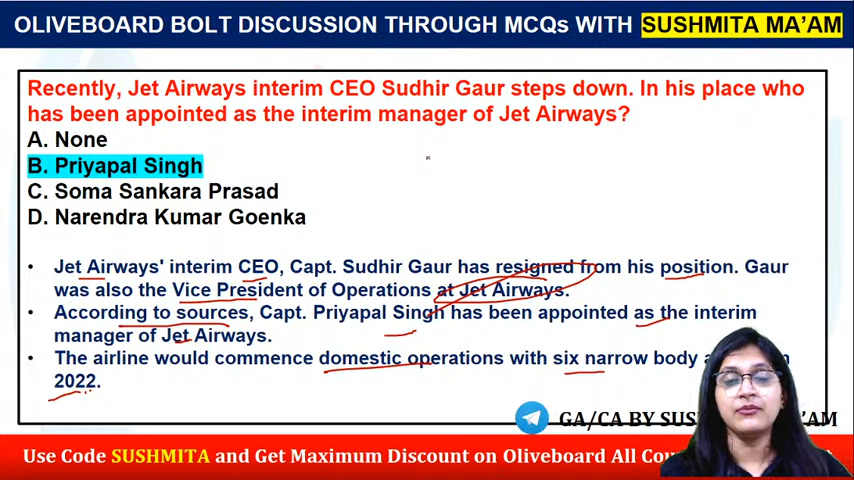 OLIVEBOARD BOLT DISCUSSION THROUGH MCQs WITH SUSHMITA MA'AM
Recently, Jet Airways interim CEO Sudhir Gaur steps down. In his place who
has been appointed as the interim manager of Jet Airways?
A. None
B. Priyapal Singh
C. Soma Sankara Prasad
D. Narendra Kumar Goenka
• Jet Airways' interim CEO, Capt. Sudhir Gaur has resigned from his position. Gaur
was also the Vice President of Operations at Jet Airways.
• According to sources, Capt. Priyapal Singh has been appointed as the interim
manager of Jet Airways.
• The airline would commence domestic operations with six narrow body
2022.
GA/CA BY
Use Code SUSHMITA and Get Maximum Discount on Oliveboard All